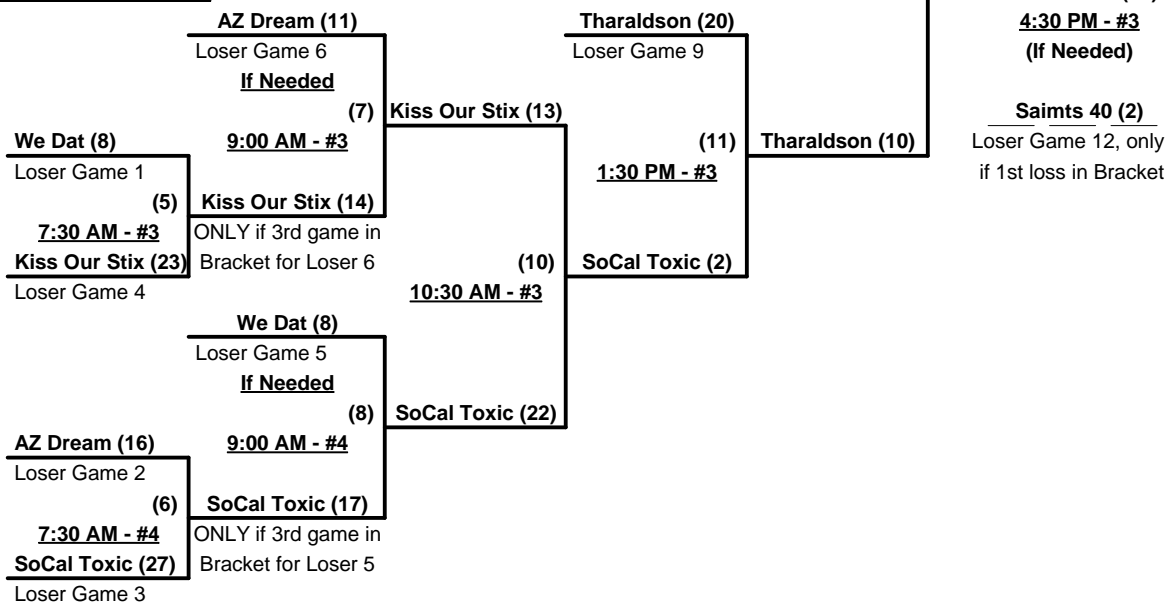 AZ Dream (11)
Loser Game 6
If Needed
(7)
9:00 AM - #3
We Dat (8)
Loser Game 1
(5)
7:30 AM - #3
Kiss Our Stix (23)
Loser Game 4
Kiss Our Stix (14)
ONLY if 3rd game in
Bracket for Loser 6
Kiss Our Stix (13)
We Dat (8)
Loser Game 5
If Needed
(8)
9:00 AM - #4
AZ Dream (16)
Loser Game 2
(6)
7:30 AM - #4
SoCal Toxic (27)
Loser Game 3
SoCal Toxic (17)
ONLY if 3rd game in
Bracket for Loser 5
SoCal Toxic (22)
(10)
10:30 AM - #3
Tharaldson (20)
Loser Game 9
(11)
1:30 PM - #3
SoCal Toxic (2)
Tharaldson (10)
4:30 PM - #3
(If Needed)
Saimts 40 (2)
Loser Game 12, only
if 1st loss in Bracket